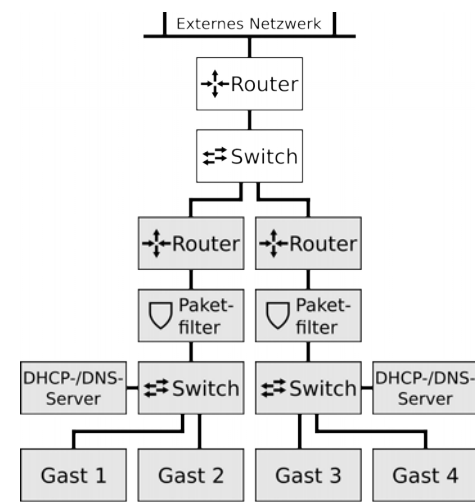 Externes Netzwerk
Router
Switch
Router
Router
Paket-
filter
Paket-
filter
DHCP-/DNS-
Server
Switch
Switch
DHCP-/DNS-
Server
Gast 1
Gast 2
Gast 3
Gast 4